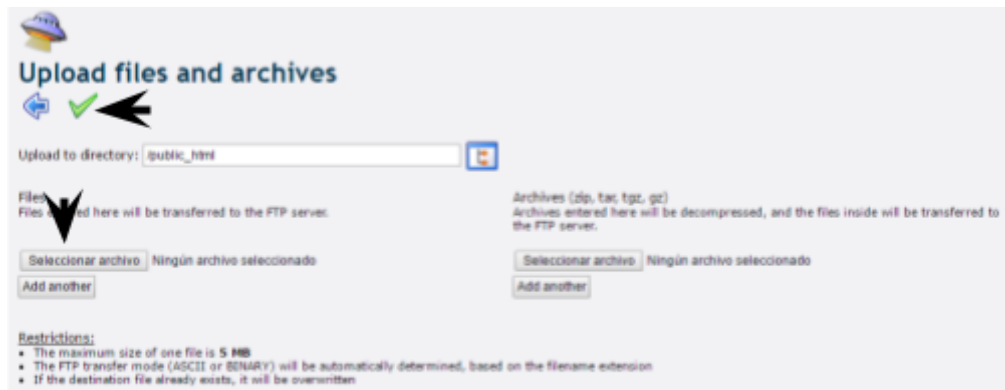 Upload files and archives
Upload to directory: /public_html
Files
Files entered here will be transferred to the FTP server.
Seleccionar archivo Ningún archivo seleccionado
Add another
Archives (zip, tar, tgz, gz)
Archives entered here will be decompressed, and the files inside will be transferred to
the FTP server.
Seleccionar archivo Ningún archivo seleccionado
Add another
Restrictions:
• The maximum size of one file is 5 MB
• The FTP transfer mode (ASCII or BINARY) will be automatically determined, based on the filename extension
• If the destination file already exists, it will be overwritten